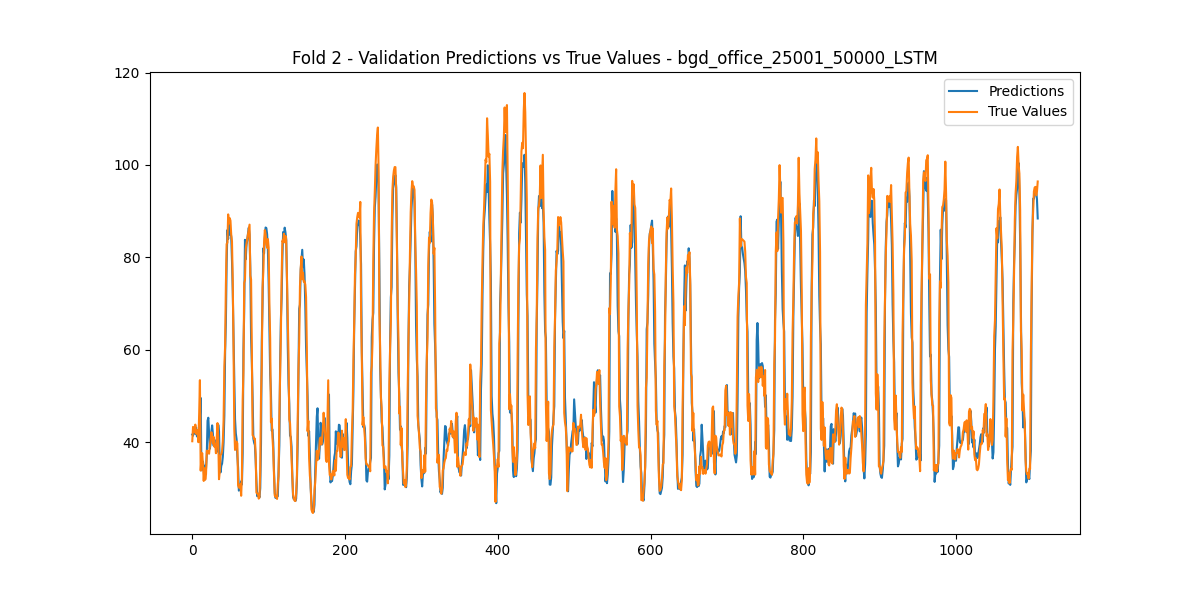 Fold 2 - Validation Predictions vs True Values - bgd_office_25001_50000_LSTM
Predictions
True Values
120
100
80
60
40
0 200 400 600 800 1000